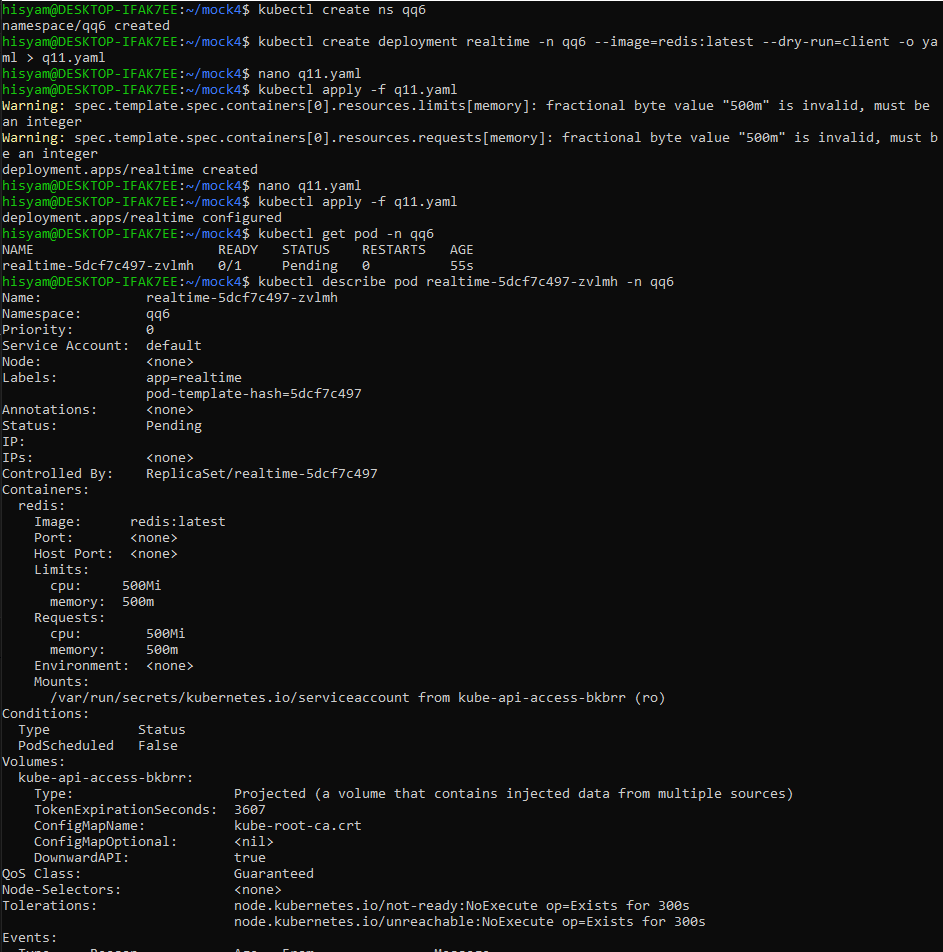 hisyam@DESKTOP-IFAK7EE:~/mock4$ kubectl create ns qq6
namespace/qq6 created
hisyam@DESKTOP-IFAK7EE:~/mock4$ kubectl create deployment realtime -n qq6 --image=redis:latest --dry-run=client -o ya
ml > q11.yaml
hisyam@DESKTOP-IFAK7EE:~/mock4$ nano q11.yaml
hisyam@DESKTOP-IFAK7EE:~/mock4$ kubectl apply -f q11.yaml
Warning: spec.template.spec.containers[0].resources.limits[memory]: fractional byte value "500m" is invalid, must be
an integer
Warning: spec.template.spec.containers[0].resources.requests[memory]: fractional byte value "500m" is invalid, must b
e an integer
deployment.apps/realtime created
hisyam@DESKTOP-IFAK7EE:~/mock4$ nano q11.yaml
hisyam@DESKTOP-IFAK7EE:~/mock4$ kubectl apply -f q11.yaml
deployment.apps/realtime configured
hisyam@DESKTOP-IFAK7EE:~/mock4$ kubectl get pod -n qq6
NAME READY STATUS RESTARTS AGE
realtime-5dcf7c497-zvlmh 0/1 Pending 0 55s
hisyam@DESKTOP-IFAK7EE:~/mock4$ kubectl describe pod realtime-5dcf7c497-zvlmh -n qq6
Name: realtime-5dcf7c497-zvlmh
Namespace: qq6
Priority: 0
Service Account: default
Node: <none>
Labels: app=realtime
pod-template-hash=5dcf7c497
Annotations: <none>
Status: Pending
IP:
IPs: <none>
Controlled By: ReplicaSet/realtime-5dcf7c497
Containers:
redis:
Image: redis:latest
Port: <none>
Host Port: <none>
Limits:
cpu: 500Mi
memory: 500m
Requests:
cpu: 500Mi
memory: 500m
Environment: <none>
Mounts:
/var/run/secrets/kubernetes.io/serviceaccount from kube-api-access-bkbrr (ro)
Conditions:
Type Status
PodScheduled False
Volumes:
kube-api-access-bkbrr:
Type: Projected (a volume that contains injected data from multiple sources)
TokenExpirationSeconds: 3607
ConfigMapName: kube-root-ca.crt
ConfigMapOptional: <nil>
DownwardAPI: true
QoS Class: Guaranteed
Node-Selectors: <none>
Tolerations: node.kubernetes.io/not-ready:NoExecute op=Exists for 300s
node.kubernetes.io/unreachable:NoExecute op=Exists for 300s
Events: